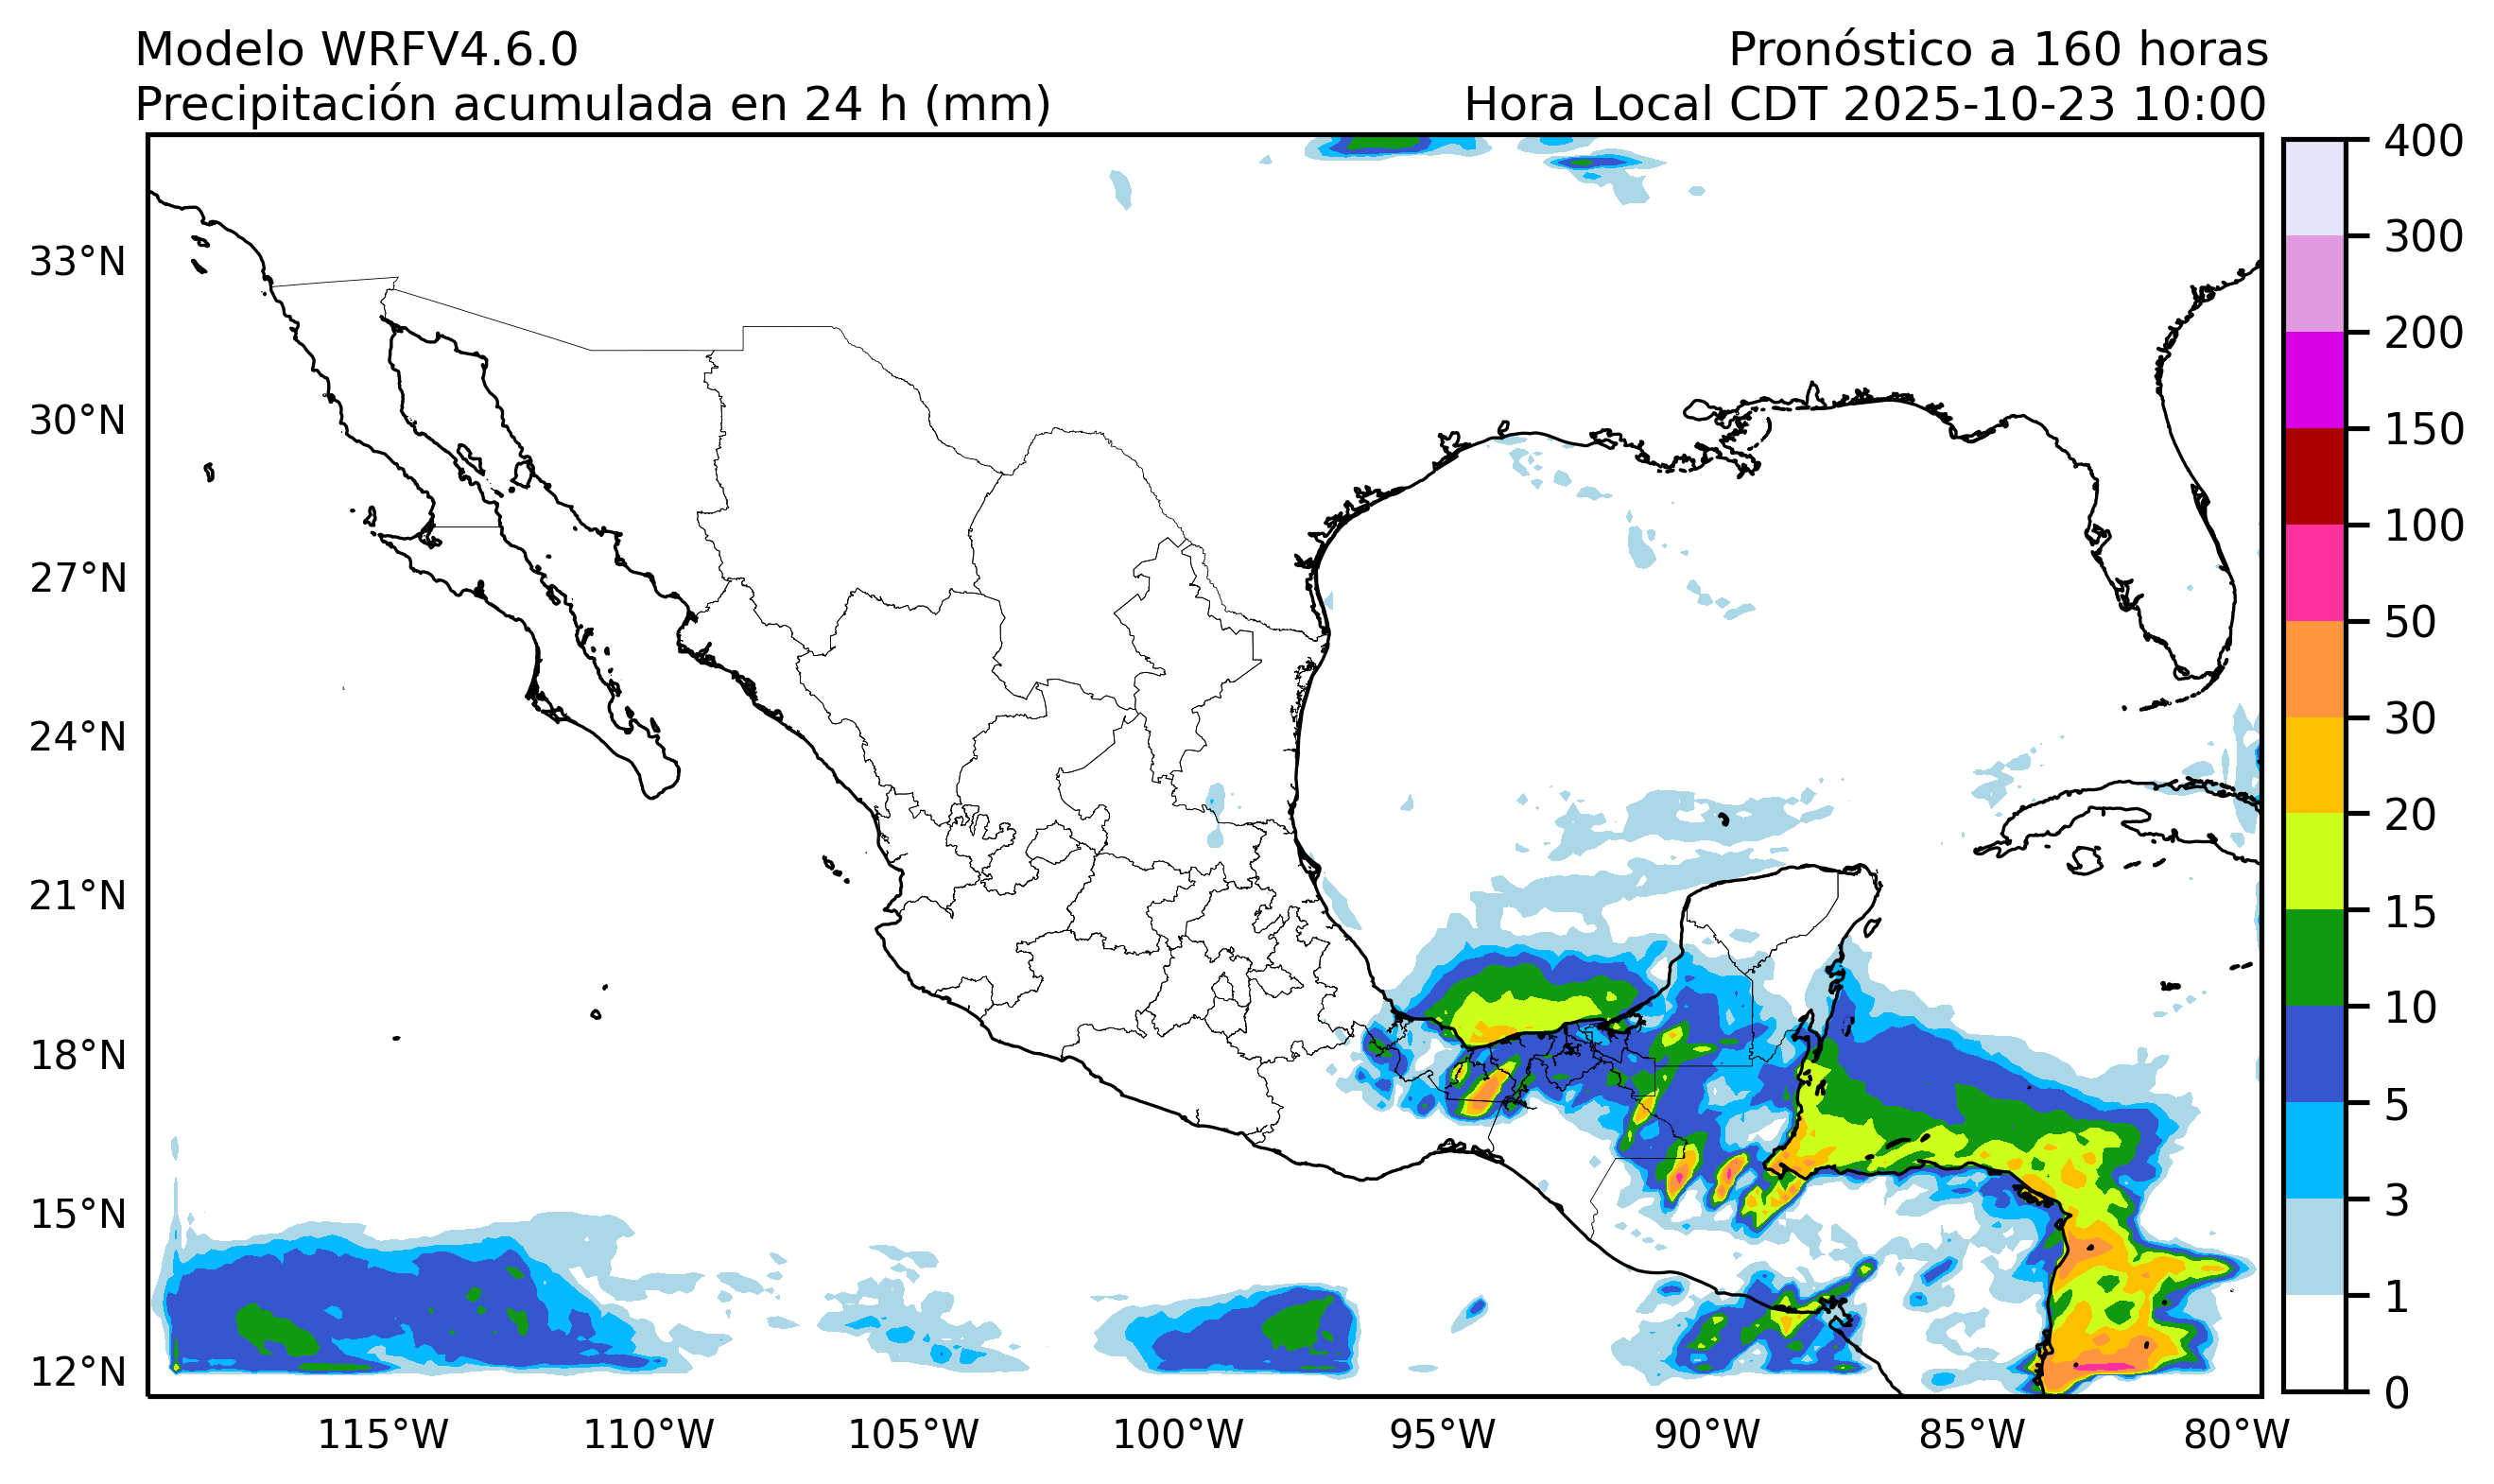 Modelo WRFV4.6.0
Pronóstico a 160 horas
Precipitación acumulada en 24 h (mm)
Hora Local CDT 2025-10-23 10:00
33°N
30°N
27°N
24°N
21°N
18°N
15°N
12°N
115°W
110°W
105°W
100°W
95°W
90°W
85°W
80°W
400
300
200
150
100
50
30
20
15
10
5
3
1
0